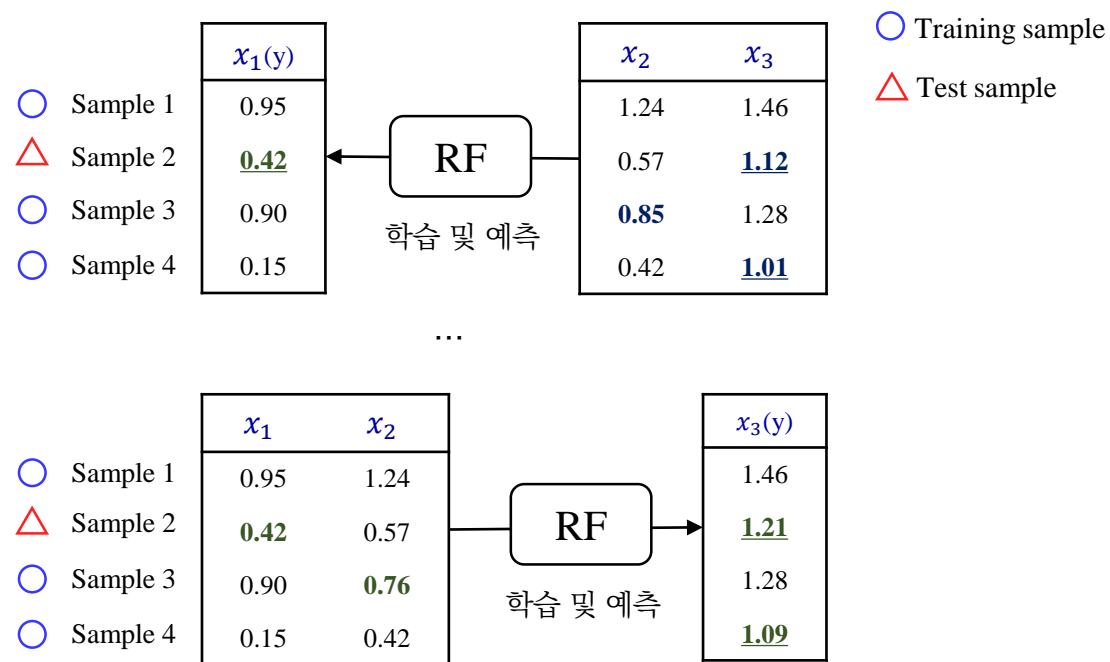 x₁(y)
x₂ x₃
Training sample
Test sample
Sample 1 0.95 1.24 1.46
Sample 2 0.42 RF 0.57 1.12
Sample 3 0.90 0.85 1.28
학습 및 예측
Sample 4 0.15 0.42 1.01
...
x₁ x₂ x₃(y)
Sample 1 0.95 1.24 1.46
Sample 2 0.42 0.57 RF 1.21
Sample 3 0.90 0.76 1.28
학습 및 예측
Sample 4 0.15 0.42 1.09